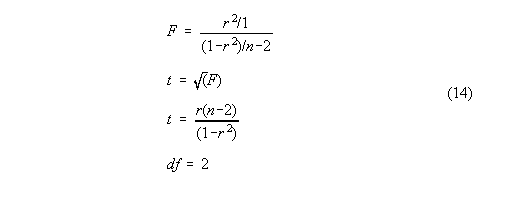 F = r²/1 / (1−r²)/n−2
t = √(F)
t = r(n−2) / (1−r²)
(14)
df = 2